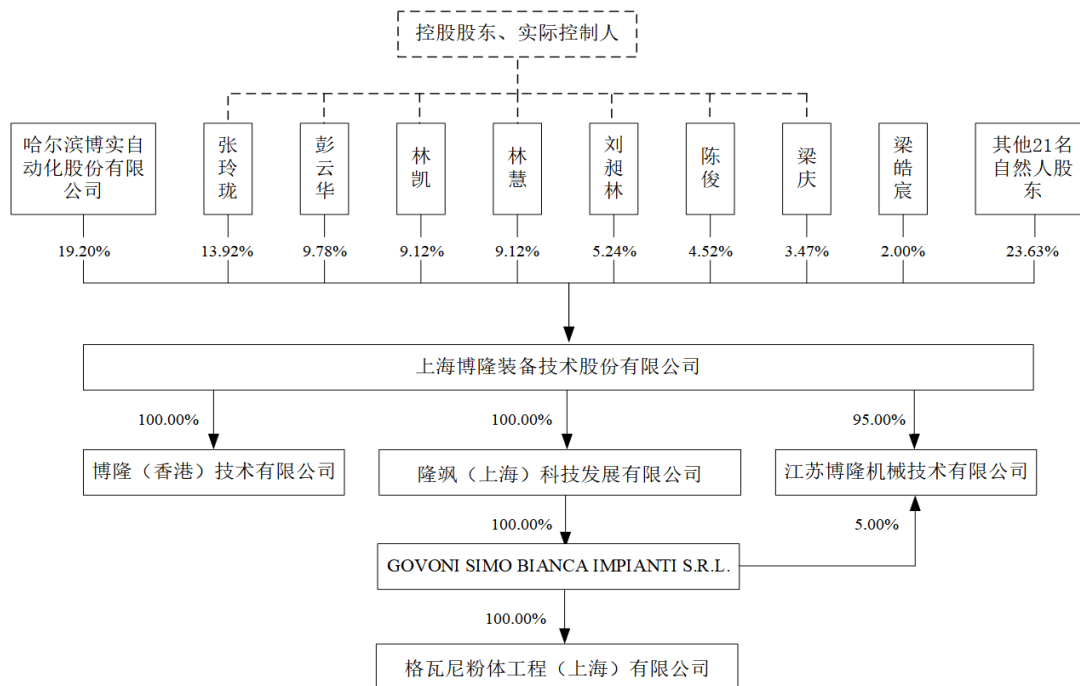 控股股东、实际控制人
哈尔滨博实自
动化股份有限
公司
张玲珑
彭云华
林凯
林慧
刘昶林
陈俊
梁庆
梁皓宸
其他21名
自然人股
东
19.20%
13.92%
9.78%
9.12%
9.12%
5.24%
4.52%
3.47%
2.00%
23.63%
上海博隆装备技术股份有限公司
100.00%
100.00%
95.00%
博隆（香港）技术有限公司
隆飒（上海）科技发展有限公司
江苏博隆机械技术有限公司
100.00%
5.00%
GOVONI SIMO BIANCA IMPIANTI S.R.L.
100.00%
格瓦尼粉体工程（上海）有限公司